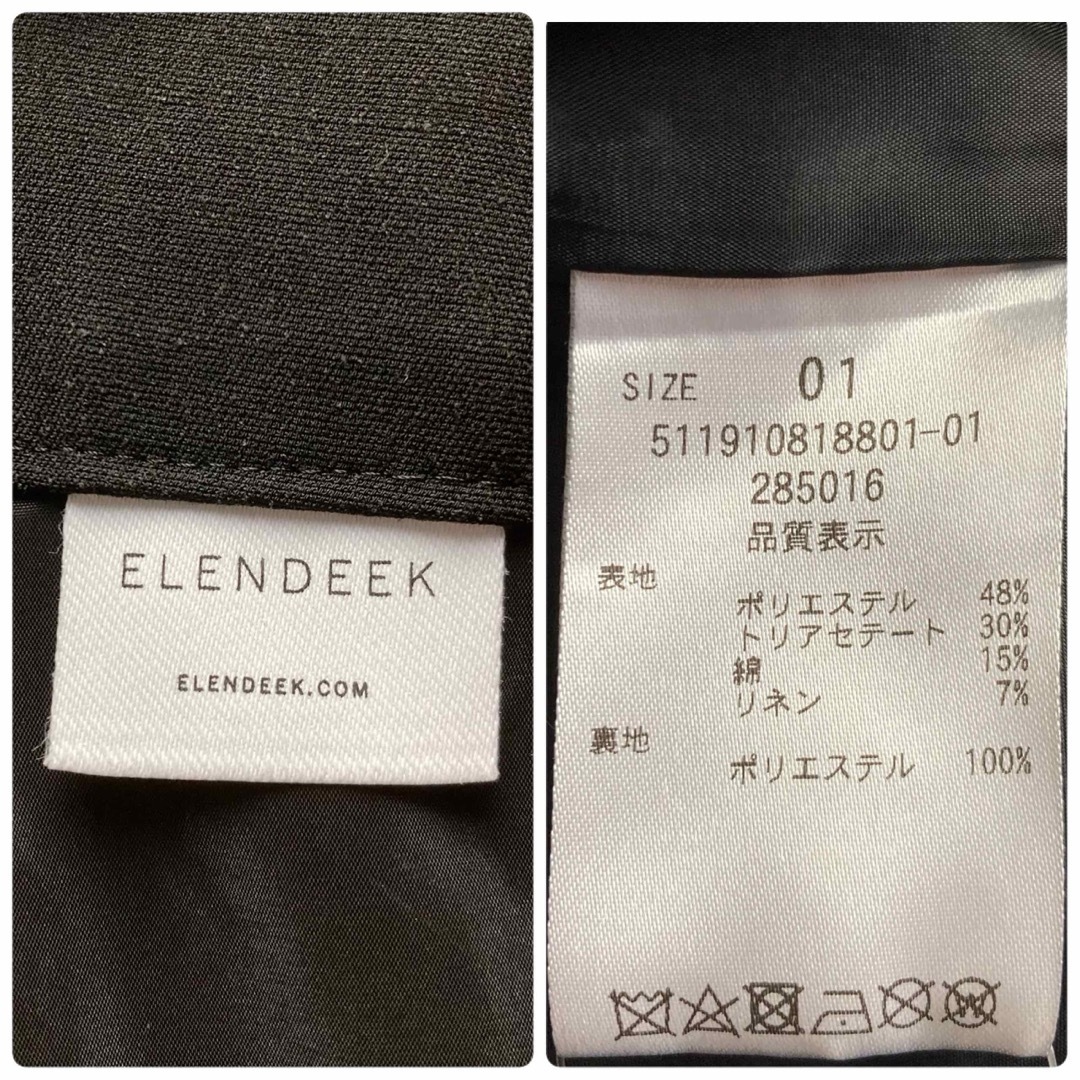 ELENDEEK
ELENDEEK.COM
SIZE 01
511910818801-01
285016
品質表示
表地
ポリエステル 48%
トリアセテート 30%
綿 15%
リネン 7%
裏地
ポリエステル 100%